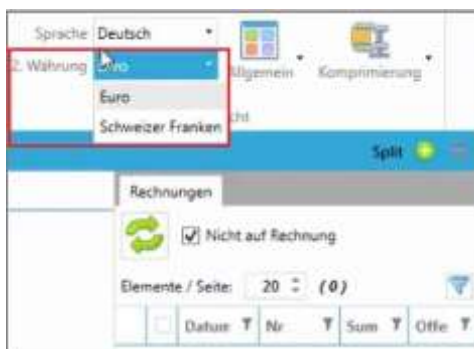 Sprache Deutsch
2. Währung Euro
Allgemein Komprimierung
Euro
Schweizer Franken
Split
Rechnungen
Nicht auf Rechnung
Elemente / Seite: 20 (0)
Datum Nr Sum Offe